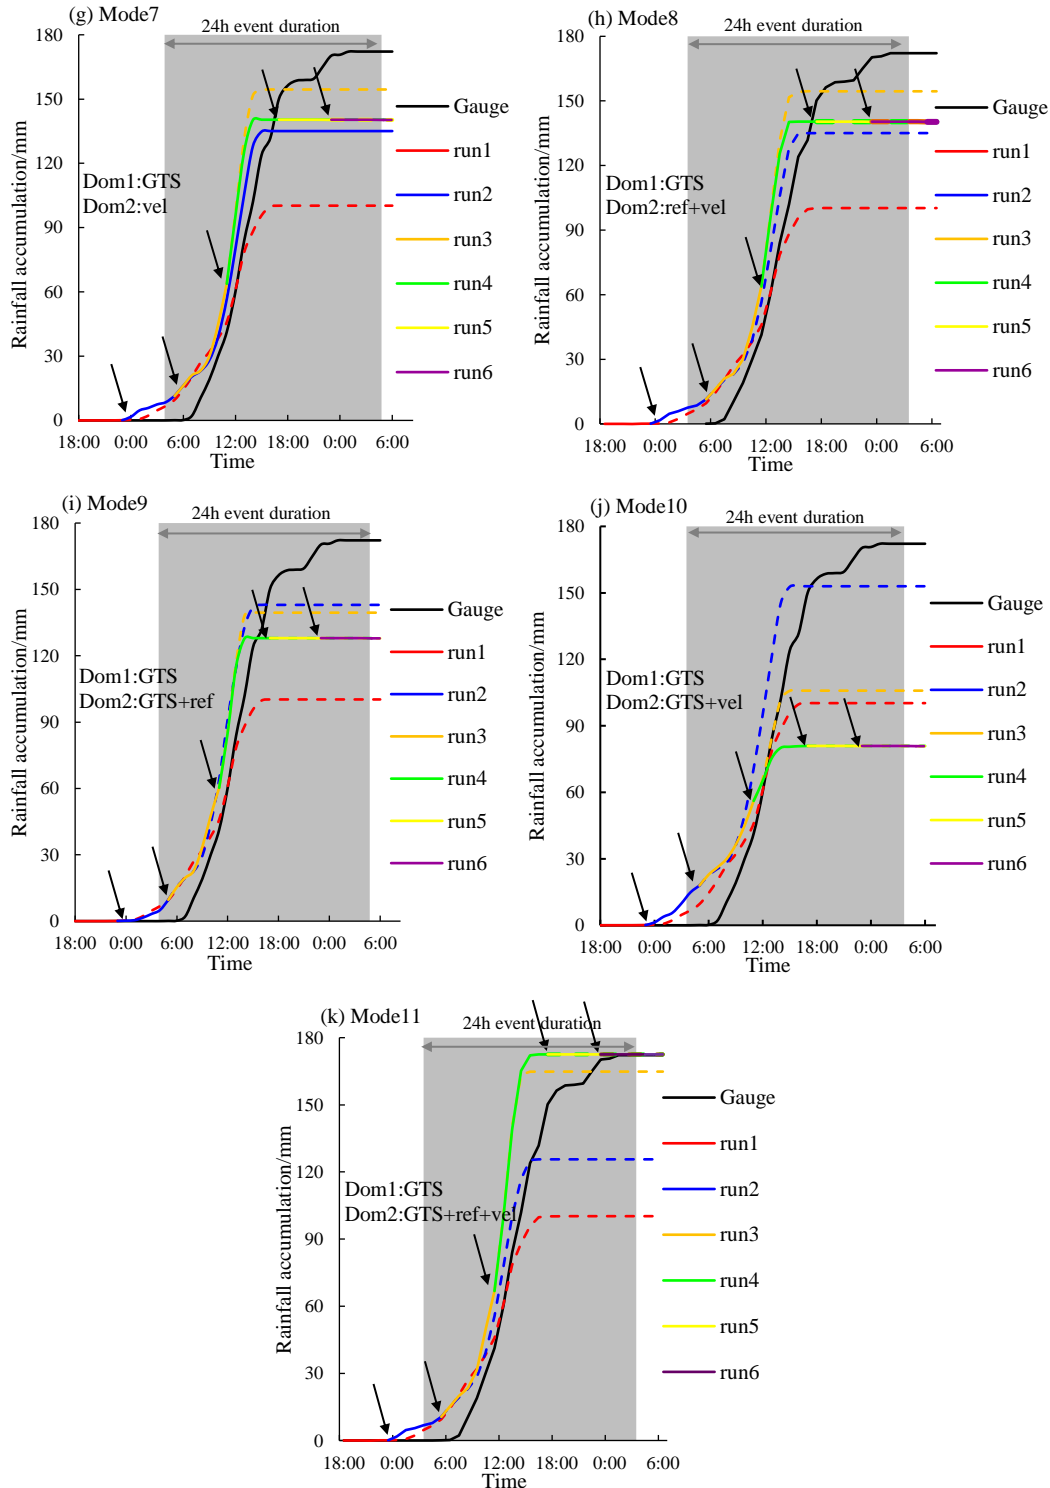 (g) Mode7
24h event duration
Rainfall accumulation/mm
180
150
120
90
60
30
0
Dom1:GTS
Dom2:vel
18:00 0:00 6:00 12:00 18:00 0:00 6:00
Time
Gauge
run1
run2
run3
run4
run5
run6
(h) Mode8
24h event duration
Rainfall accumulation/mm
180
150
120
90
60
30
0
Dom1:GTS
Dom2:ref+vel
18:00 0:00 6:00 12:00 18:00 0:00 6:00
Time
Gauge
run1
run2
run3
run4
run5
run6
(i) Mode9
24h event duration
Rainfall accumulation/mm
180
150
120
90
60
30
0
Dom1:GTS
Dom2:GTS+ref
18:00 0:00 6:00 12:00 18:00 0:00 6:00
Time
Gauge
run1
run2
run3
run4
run5
run6
(j) Mode10
24h event duration
Rainfall accumulation/mm
180
150
120
90
60
30
0
Dom1:GTS
Dom2:GTS+vel
18:00 0:00 6:00 12:00 18:00 0:00 6:00
Time
Gauge
run1
run2
run3
run4
run5
run6
(k) Mode11
24h event duration
Rainfall accumulation/mm
180
150
120
90
60
30
0
Dom1:GTS
Dom2:GTS+ref+vel
18:00 0:00 6:00 12:00 18:00 0:00 6:00
Time
Gauge
run1
run2
run3
run4
run5
run6